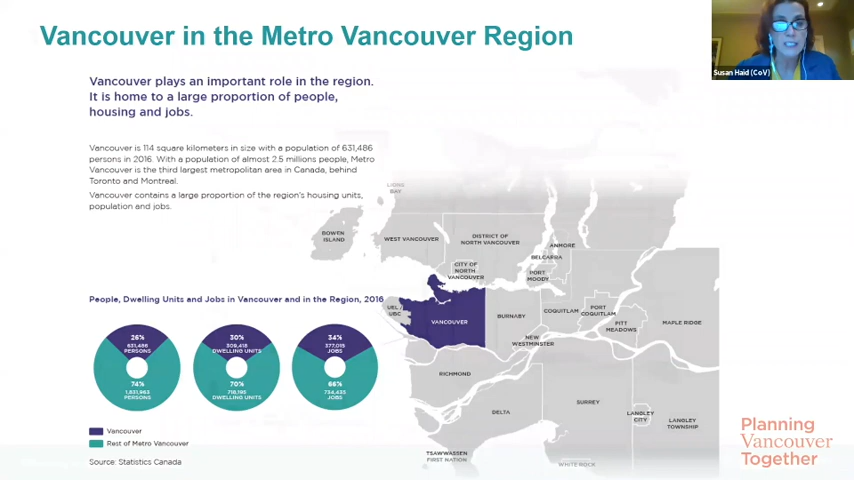 Vancouver in the Metro Vancouver Region
Susan Haid (CoV)
Vancouver plays an important role in the region.
It is home to a large proportion of people,
housing and jobs.
Vancouver is 114 square kilometers in size with a population of 631,486
persons in 2016. With a population of almost 2.5 millions people, Metro
Vancouver is the third largest metropolitan area in Canada, behind
Toronto and Montreal.
Vancouver contains a large proportion of the region's housing units,
population and jobs.
LIONS
BAY
BOWEN
ISLAND
WEST VANCOUVER
DISTRICT OF
NORTH VANCOUVER
CITY OF
NORTH
VANCOUVER
ANMORE
BELCARRA
PORT
MOODY
UEL /
UBC
VANCOUVER
BURNABY
COQUITLAM
PORT
COQUITLAM
PITT
MEADOWS
MAPLE RIDGE
NEW
WESTMINSTER
RICHMOND
DELTA
SURREY
LANGLEY
CITY
LANGLEY
TOWNSHIP
TSAWWASSEN
FIRST NATION
WHITE ROCK
People, Dwelling Units and Jobs in Vancouver and in the Region, 2016
26%
631,486
PERSONS
74%
1,831,963
PERSONS
30%
309,418
DWELLING UNITS
70%
718,195
DWELLING UNITS
34%
377,015
JOBS
66%
734,435
JOBS
Vancouver
Rest of Metro Vancouver
Source: Statistics Canada
Planning
Vancouver
Together